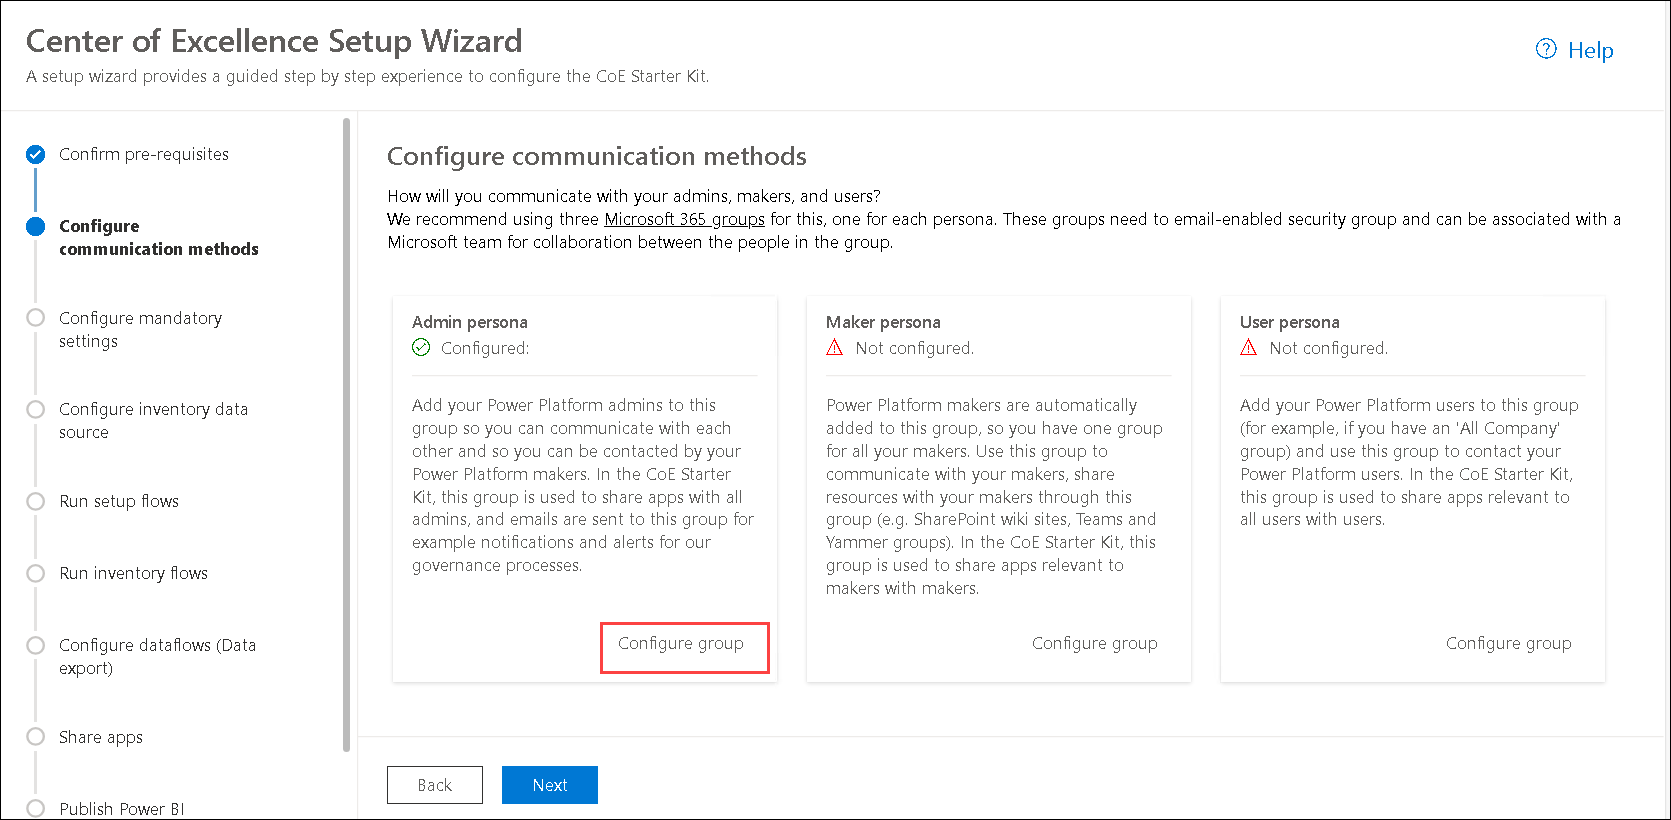 Center of Excellence Setup Wizard
A setup wizard provides a guided step by step experience to configure the CoE Starter Kit.
Help
Confirm pre-requisites
Configure
communication methods
Configure mandatory
settings
Configure inventory data
source
Run setup flows
Run inventory flows
Configure dataflows (Data
export)
Share apps
Publish Power BI
Configure communication methods
How will you communicate with your admins, makers, and users?
We recommend using three Microsoft 365 groups for this, one for each persona. These groups need to email-enabled security group and can be associated with a
Microsoft team for collaboration between the people in the group.
Admin persona
Configured:
Add your Power Platform admins to this
group so you can communicate with each
other and so you can be contacted by your
Power Platform makers. In the CoE Starter
Kit, this group is used to share apps with all
admins, and emails are sent to this group for
example notifications and alerts for our
governance processes.
Configure group
Maker persona
Not configured.
Power Platform makers are automatically
added to this group, so you have one group
for all your makers. Use this group to
communicate with your makers, share
resources with your makers through this
group (e.g. SharePoint wiki sites, Teams and
Yammer groups). In the CoE Starter Kit, this
group is used to share apps relevant to
makers with makers.
Configure group
User persona
Not configured.
Add your Power Platform users to this group
(for example, if you have an 'All Company'
group) and use this group to contact your
Power Platform users. In the CoE Starter Kit,
this group is used to share apps relevant to
all users with users.
Configure group
Back
Next